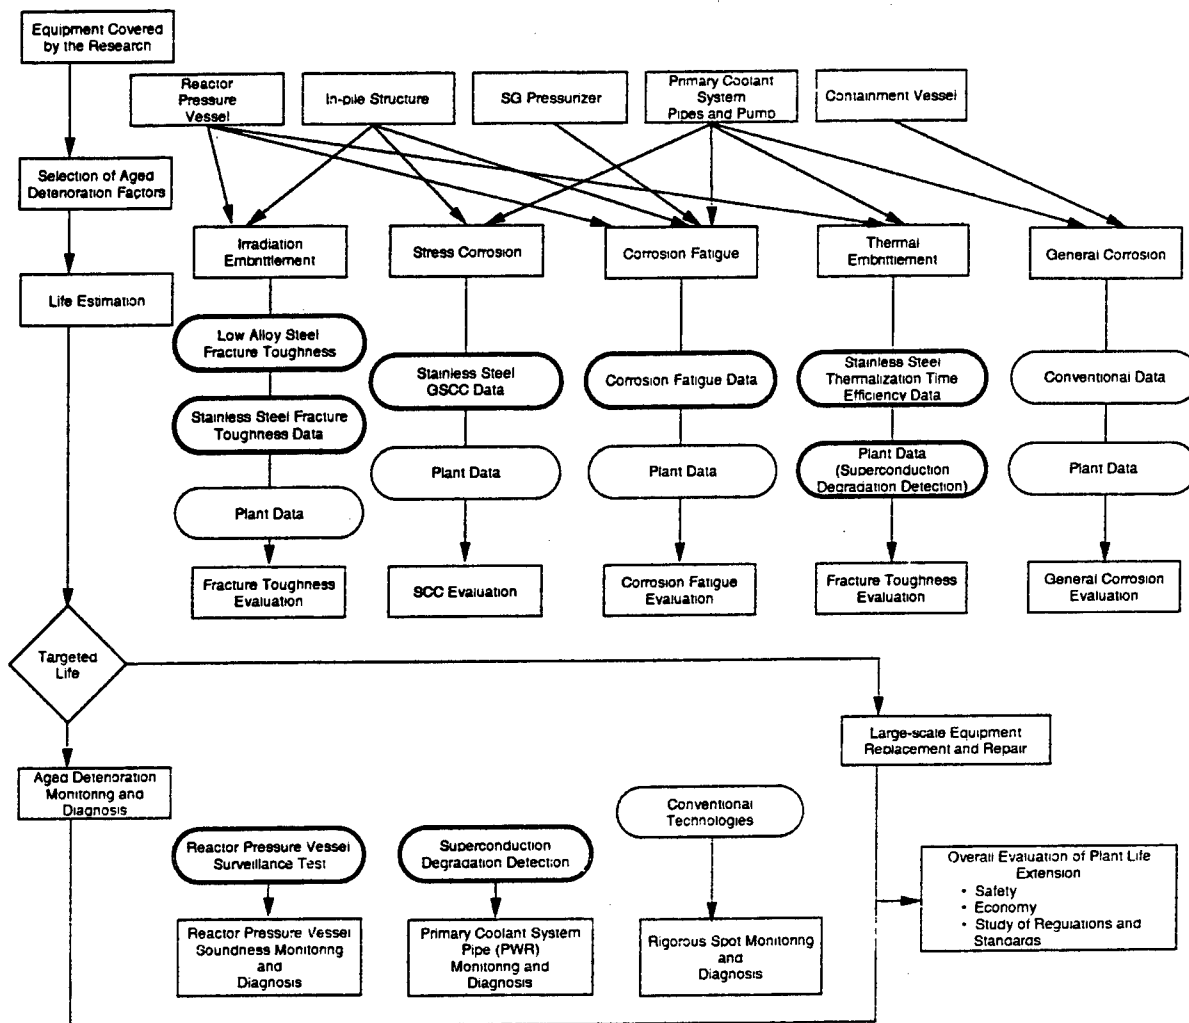 Equipment Covered
by the Research
Reactor
Pressure
Vessel
In-pile Structure
SG Pressurizer
Primary Coolant
System
Pipes and Pump
Containment Vessel
Selection of Aged
Detenoration Factors
Irradiation
Embrittlement
Stress Corrosion
Corrosion Fatigue
Thermal
Embrittlement
General Corrosion
Life Estimation
Low Alloy Steel
Fracture Toughness
Stainless Steel
GSCC Data
Corrosion Fatigue Data
Stainless Steel
Thermalization Time
Efficiency Data
Conventional Data
Stainless Steel Fracture
Toughness Data
Plant Data
Plant Data
Plant Data
(Superconduction
Degradation Detection)
Plant Data
Plant Data
Fracture Toughness
Evaluation
SCC Evaluation
Corrosion Fatigue
Evaluation
Fracture Toughness
Evaluation
General Corrosion
Evaluation
Targeted
Life
Large-scale Equipment
Replacement and Repair
Aged Detenoration
Monitoring and
Diagnosis
Conventional
Technologies
Reactor Pressure Vessel
Surveillance Test
Superconduction
Degradation Detection
Overall Evaluation of Plant Life
Extension
• Safety
• Economy
• Study of Regulations and
Standards
Reactor Pressure Vessel
Soundness Monitoring
and
Diagnosis
Primary Coolant System
Pipe (PWR)
Monitoring and
Diagnosis
Rigorous Spot Monitoring
and
Diagnosis